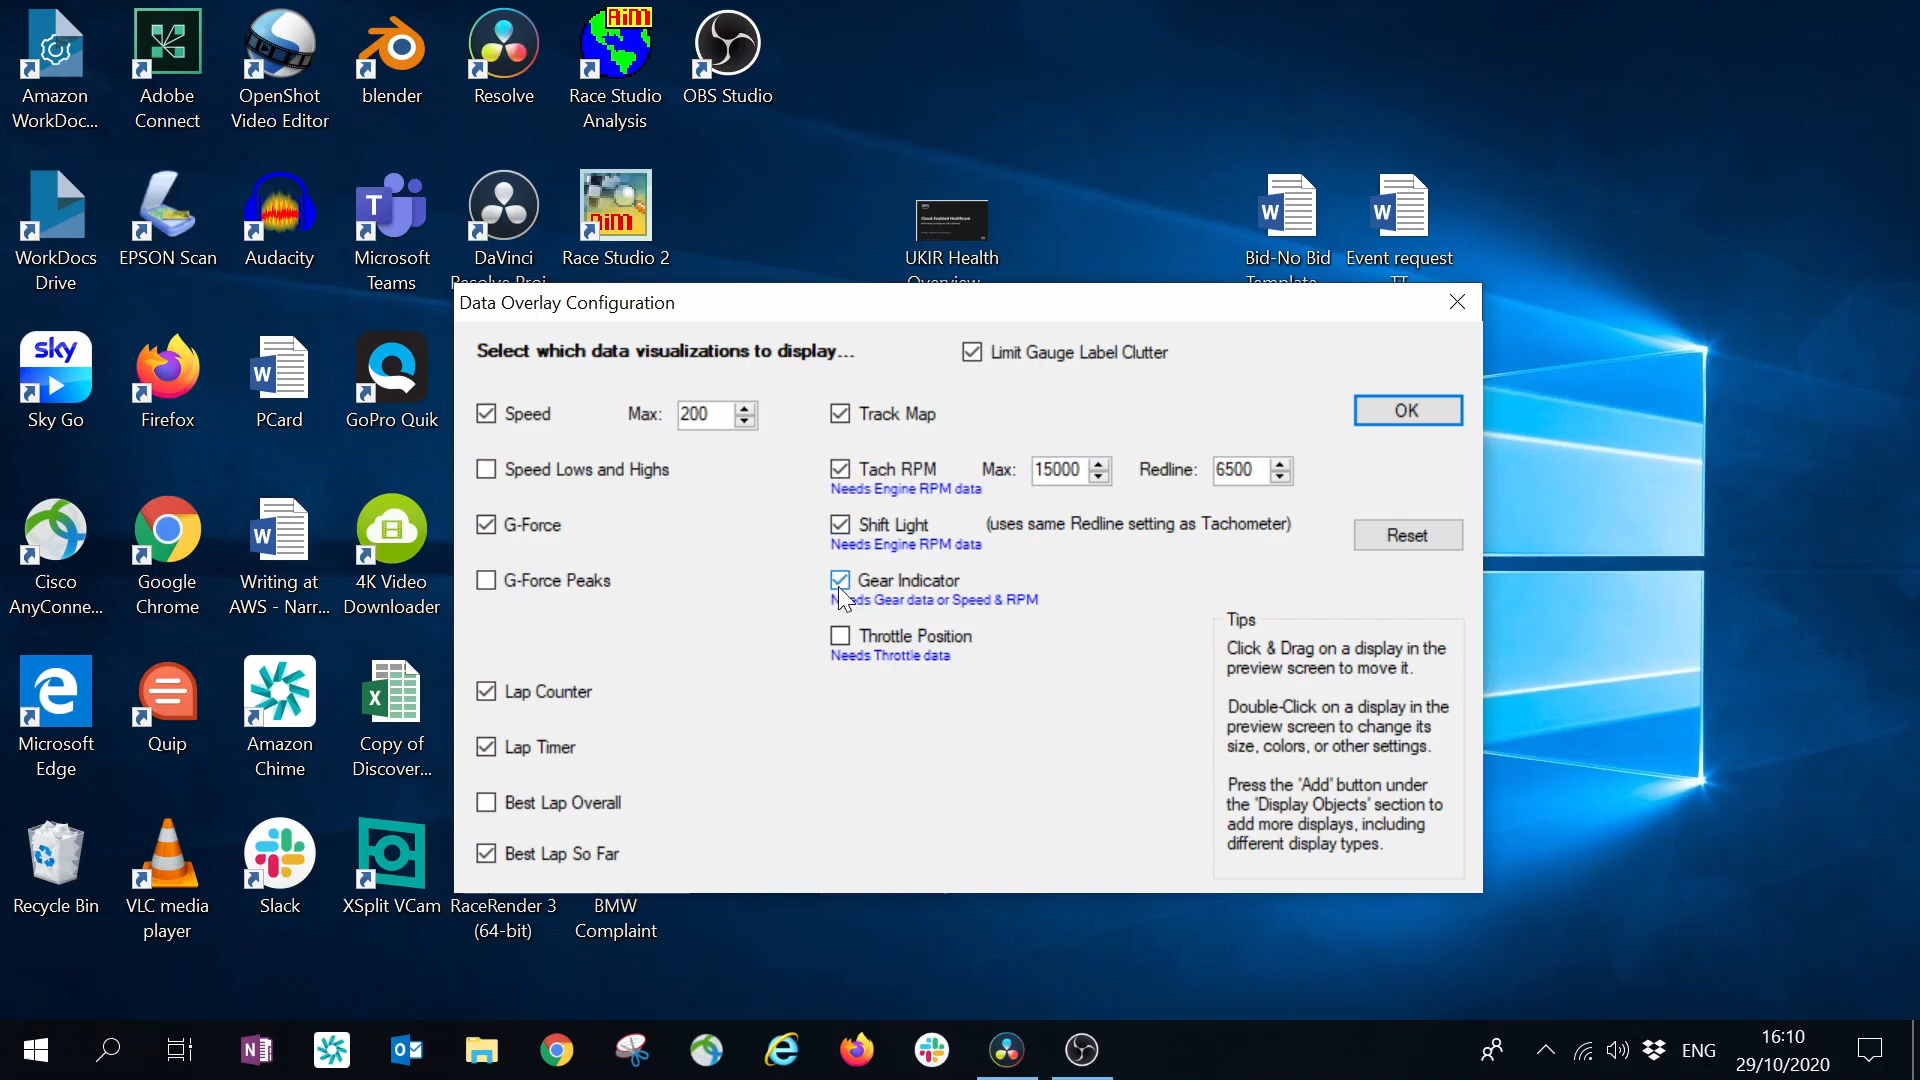 Amazon
WorkDoc...
Adobe
Connect
OpenShot
Video Editor
blender
Resolve
AiM
Race Studio
Analysis
OBS Studio
WorkDocs
Drive
EPSON Scan
Audacity
T
Microsoft
Teams
DaVinci
Resolve Proj...
AiM
Race Studio 2
UKIR Health
Overview...
W
Bid-No Bid
Template...
W
Event request
TT
sky
Sky Go
Firefox
W
PCard
GoPro Quik
Cisco
AnyConne...
Google
Chrome
W
Writing at
AWS - Narr...
4K Video
Downloader
Microsoft
Edge
Quip
Amazon
Chime
X
Copy of
Discover...
Recycle Bin
VLC media
player
Slack
XSplit VCam
RaceRender 3
(64-bit)
BMW
Complaint
Data Overlay Configuration
Select which data visualizations to display...
Limit Gauge Label Clutter
Speed Max: 200
Track Map
OK
Speed Lows and Highs
Tach RPM Max: 15000 Redline: 6500
Needs Engine RPM data
G-Force
Shift Light (uses same Redline setting as Tachometer)
Needs Engine RPM data
Reset
G-Force Peaks
Gear Indicator
Needs Gear data or Speed & RPM
Throttle Position
Needs Throttle data
Lap Counter
Lap Timer
Best Lap Overall
Best Lap So Far
Tips
Click & Drag on a display in the
preview screen to move it.
Double-Click on a display in the
preview screen to change its
size, colors, or other settings.
Press the 'Add' button under
the 'Display Objects' section to
add more displays, including
different display types.
N
O
ENG
16:10
29/10/2020